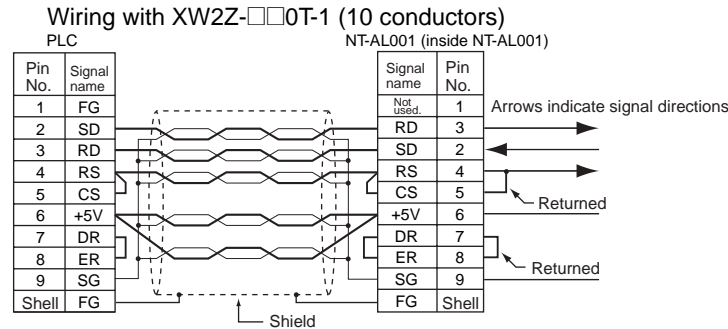 Wiring with XW2Z-□□0T-1 (10 conductors)
PLC
NT-AL001 (inside NT-AL001)
Pin No. Signal name
1 FG
2 SD
3 RD
4 RS
5 CS
6 +5V
7 DR
8 ER
9 SG
Shell FG
Signal name Pin No.
Not used. 1
RD 3
SD 2
RS 4
CS 5
+5V 6
DR 7
ER 8
SG 9
FG Shell
Arrows indicate signal directions
Returned
Returned
Shield